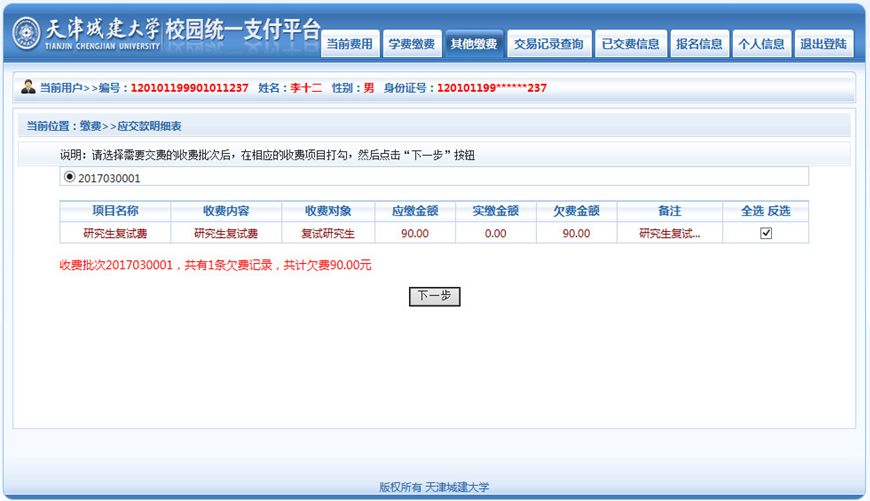 天津城建大学 校园统一支付平台
TIANJIN CHENGJIAN UNIVERSITY
当前费用 学费缴费 其他缴费 交易记录查询 已交费信息 报名信息 个人信息 退出登陆
当前用户>>编号：120101199901011237 姓名：李十二 性别：男 身份证号：120101199******237
当前位置：缴费>>应交款明细表
说明：请选择需要交费的收费批次后，在相应的收费项目打勾，然后点击“下一步”按钮
2017030001
项目名称 收费内容 收费对象 应缴金额 实缴金额 欠费金额 备注 全选 反选
研究生复试费 研究生复试费 复试研究生 90.00 0.00 90.00 研究生复试...
收费批次2017030001，共有1条欠费记录，共计欠费90.00元
下一步
版权所有 天津城建大学